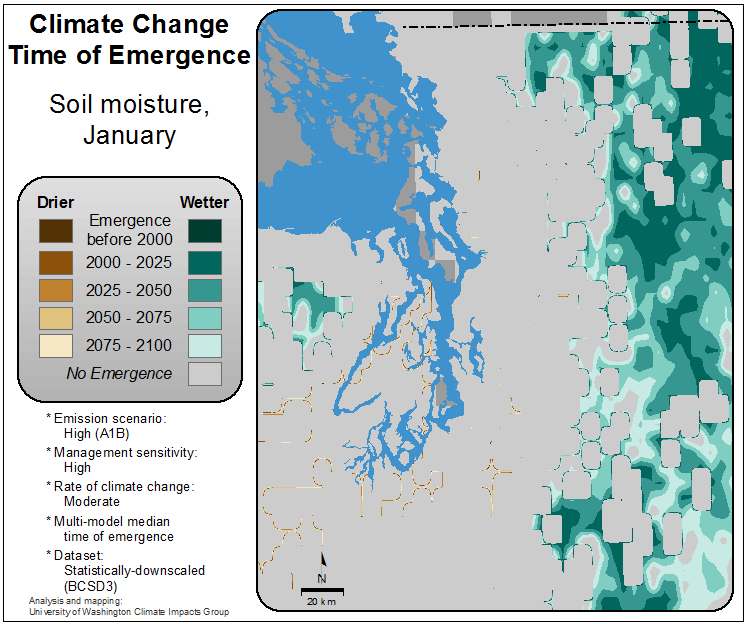 Climate Change
Time of Emergence
Soil moisture,
January
Drier Wetter
Emergence
before 2000
2000 - 2025
2025 - 2050
2050 - 2075
2075 - 2100
No Emergence
* Emission scenario:
High (A1B)
* Management sensitivity:
High
* Rate of climate change:
Moderate
* Multi-model median
time of emergence
* Dataset:
Statistically-downscaled
(BCSD3)
Analysis and mapping:
University of Washington Climate Impacts Group
N
20 km